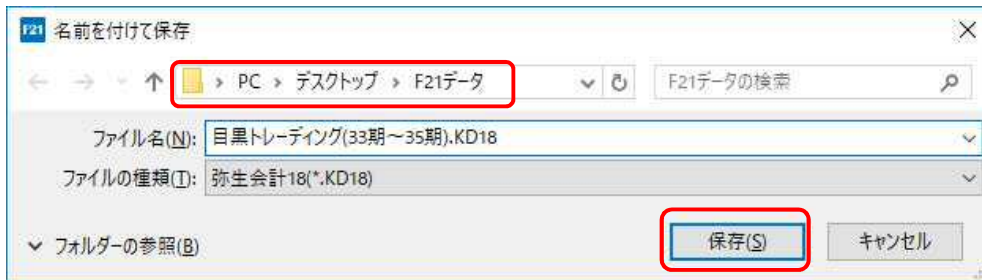 F21 名前を付けて保存
PC > デスクトップ > F21データ F21データの検索
ファイル名(N): 目黒トレーディング(33期～35期).KD18
ファイルの種類(T): 弥生会計18(*.KD18)
フォルダーの参照(B) 保存(S) キャンセル